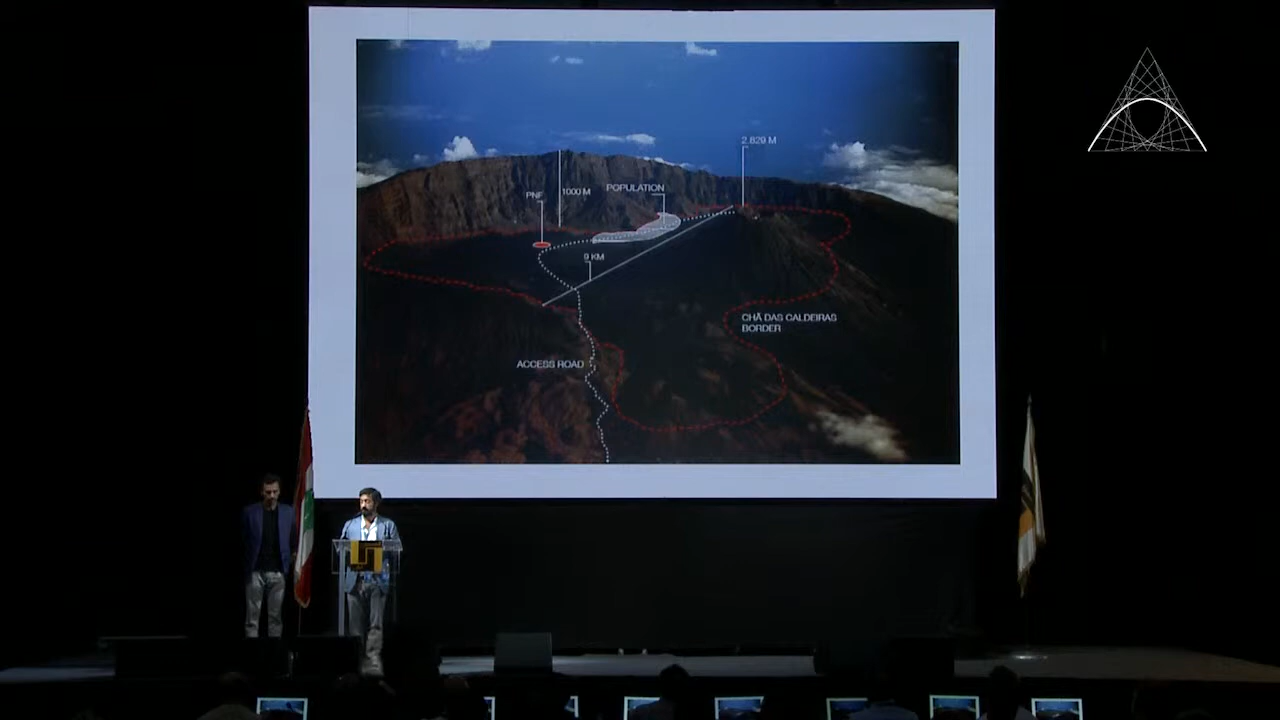 2.829 M
PNF
1000 M
POPULATION
9 KM
CHÃ DAS CALDEIRAS
BORDER
ACCESS ROAD